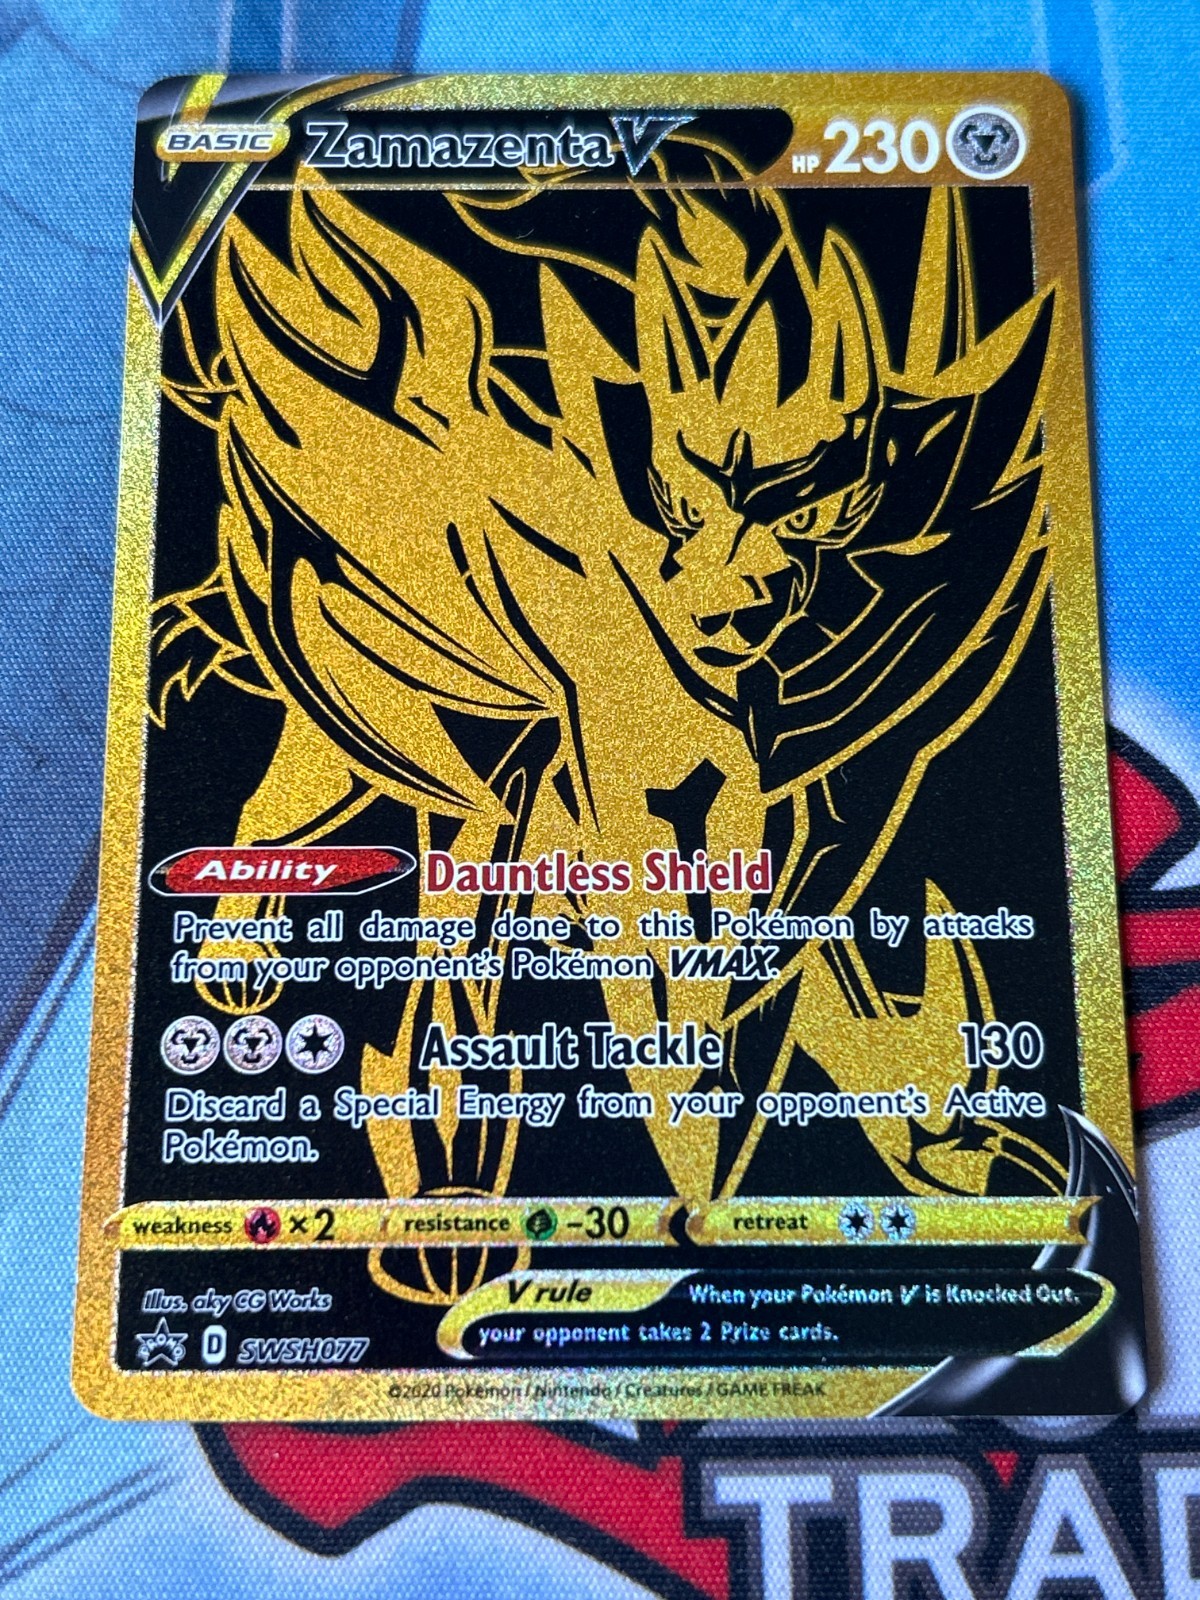 BASIC Zamazenta V HP 230
Ability Dauntless Shield
Prevent all damage done to this Pokémon by attacks
from your opponent's Pokémon VMAX.
Assault Tackle 130
Discard a Special Energy from your opponent's Active
Pokémon.
weakness ×2 resistance -30 retreat
V rule When your Pokémon V is Knocked Out,
your opponent takes 2 Prize cards.
Illus. aky CG Works
PROMO D SWSH077
©2020 Pokémon / Nintendo / Creatures / GAME FREAK
TRAD